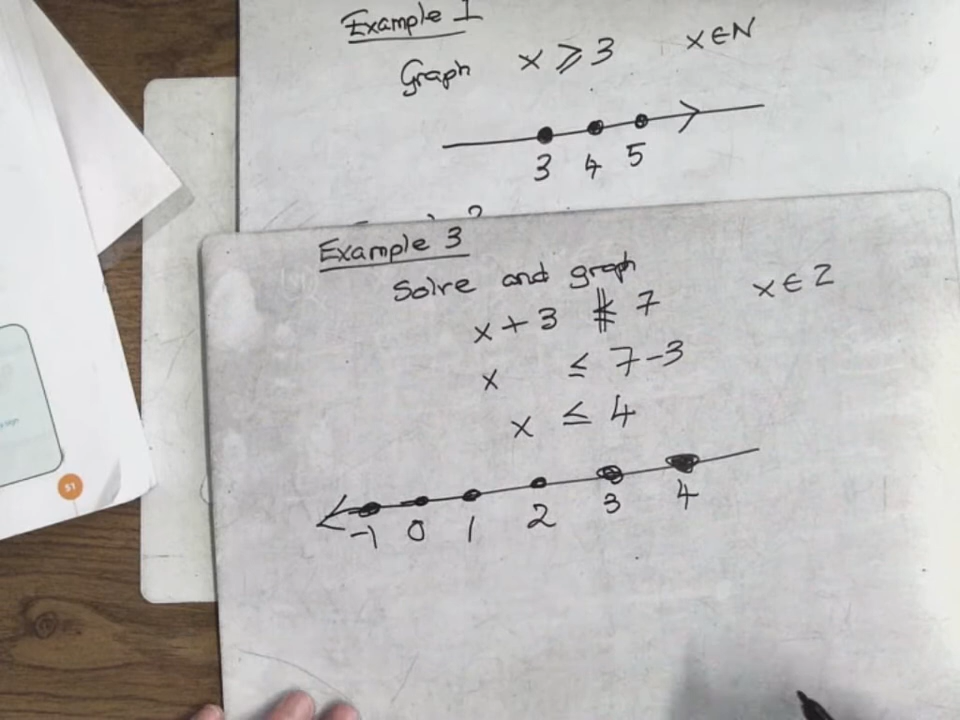 Example 1
Graph x ⩾ 3 x ∈ N
3 4 5
Example 3
Solve and graph
x + 3 ≤ 7 x ∈ Z
x ≤ 7 - 3
x ≤ 4
-1 0 1 2 3 4
51